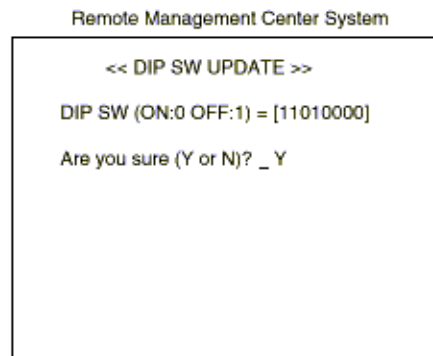 Remote Management Center System
<< DIP SW UPDATE >>
DIP SW (ON:0 OFF:1) = [11010000]
Are you sure (Y or N)? _ Y